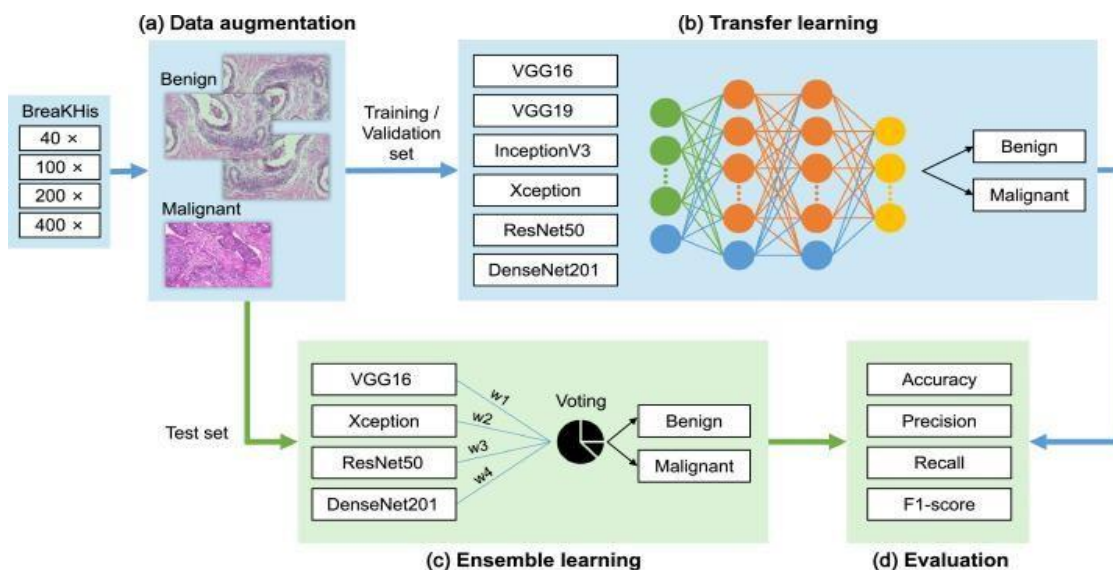 (a) Data augmentation
(b) Transfer learning
BreaKHis
40 ×
100 ×
200 ×
400 ×
Benign
Malignant
Training /
Validation
set
VGG16
VGG19
InceptionV3
Xception
ResNet50
DenseNet201
Benign
Malignant
Test set
VGG16
Xception
ResNet50
DenseNet201
w1
w2
w3
w4
Voting
Benign
Malignant
Accuracy
Precision
Recall
F1-score
(c) Ensemble learning
(d) Evaluation